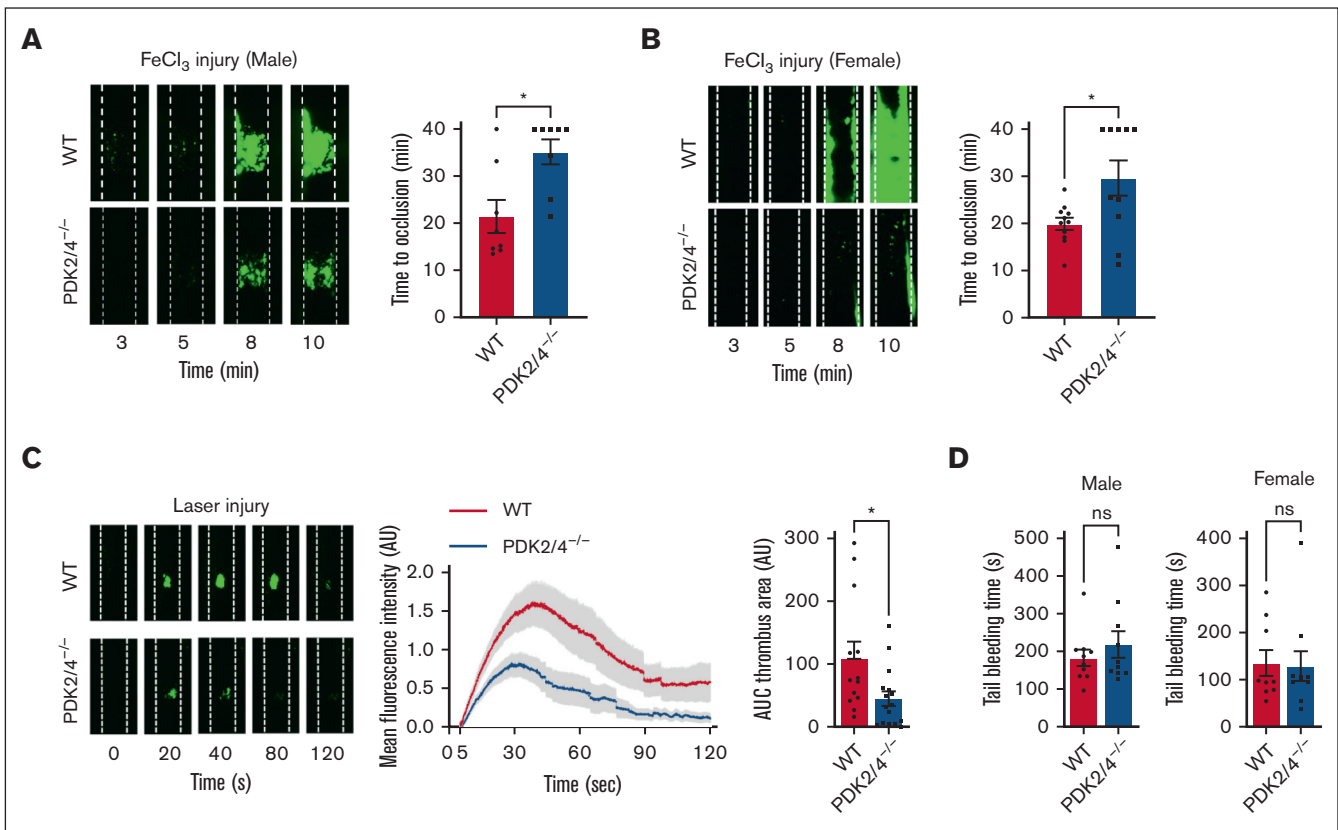 A
FeCl₃ injury (Male)
WT
PDK2/4⁻/⁻
3 5 8 10
Time (min)
*
Time to occlusion (min)
40
30
20
10
0
WT
PDK2/4⁻/⁻
B
FeCl₃ injury (Female)
WT
PDK2/4⁻/⁻
3 5 8 10
Time (min)
*
Time to occlusion (min)
40
30
20
10
0
WT
PDK2/4⁻/⁻
C
Laser injury
WT
PDK2/4⁻/⁻
0 20 40 80 120
Time (s)
WT
PDK2/4⁻/⁻
Mean fluorescence intensity (AU)
2.0
1.5
1.0
0.5
0.0
0 5 30 60 90 120
Time (sec)
*
AUC thrombus area (AU)
300
200
100
0
WT
PDK2/4⁻/⁻
D
Male
ns
Tail bleeding time (s)
500
400
300
200
100
0
WT
PDK2/4⁻/⁻
Female
ns
Tail bleeding time (s)
400
300
200
100
0
WT
PDK2/4⁻/⁻